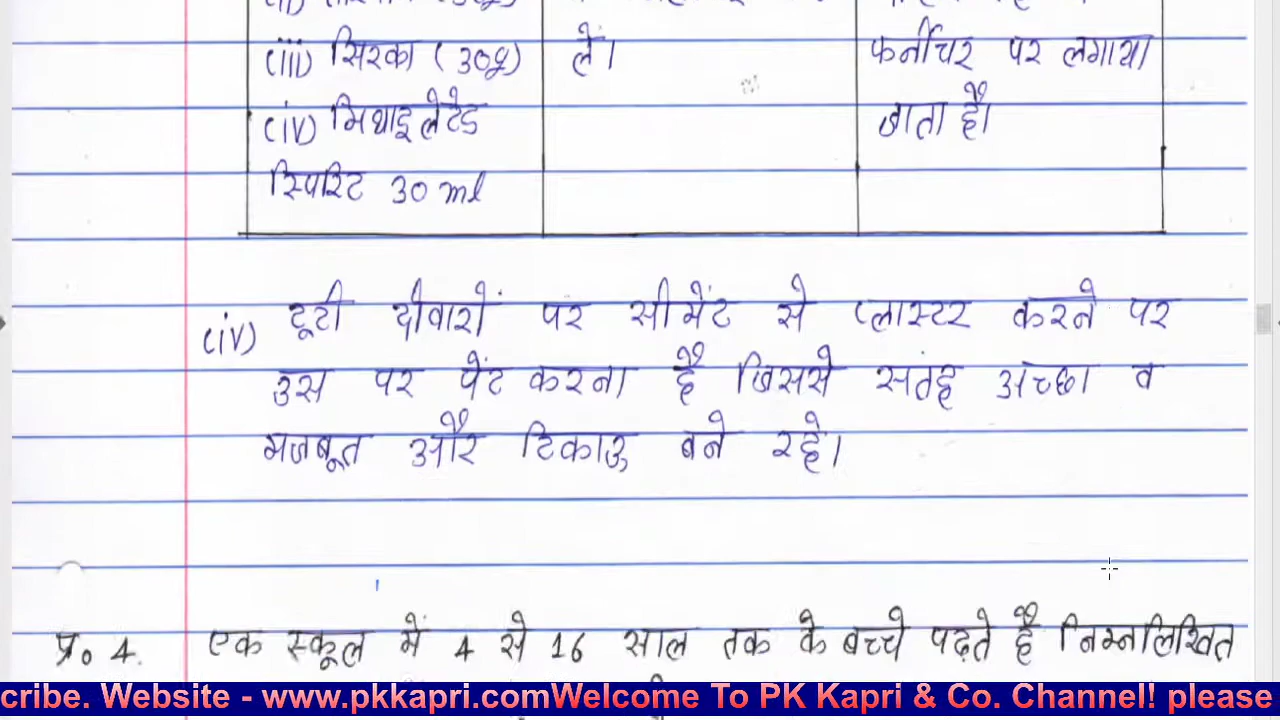 (iii) सिरका (30g)
लें।
फर्नीचर पर लगाया
(iv) मिथाइलेटेड
जाता है।
स्पिरिट 30 ml
(iv) टूटी दीवारों पर सीमेंट से प्लास्टर करने पर
उस पर पेंट करना है जिससे सतह अच्छा व
मजबूत और टिकाऊ बने रहे।
प्र० 4. एक स्कूल में 4 से 16 साल तक के बच्चे पढ़ते है निम्नलिखित
cribe. Website - www.pkkapri.comWelcome To PK Kapri & Co. Channel! please